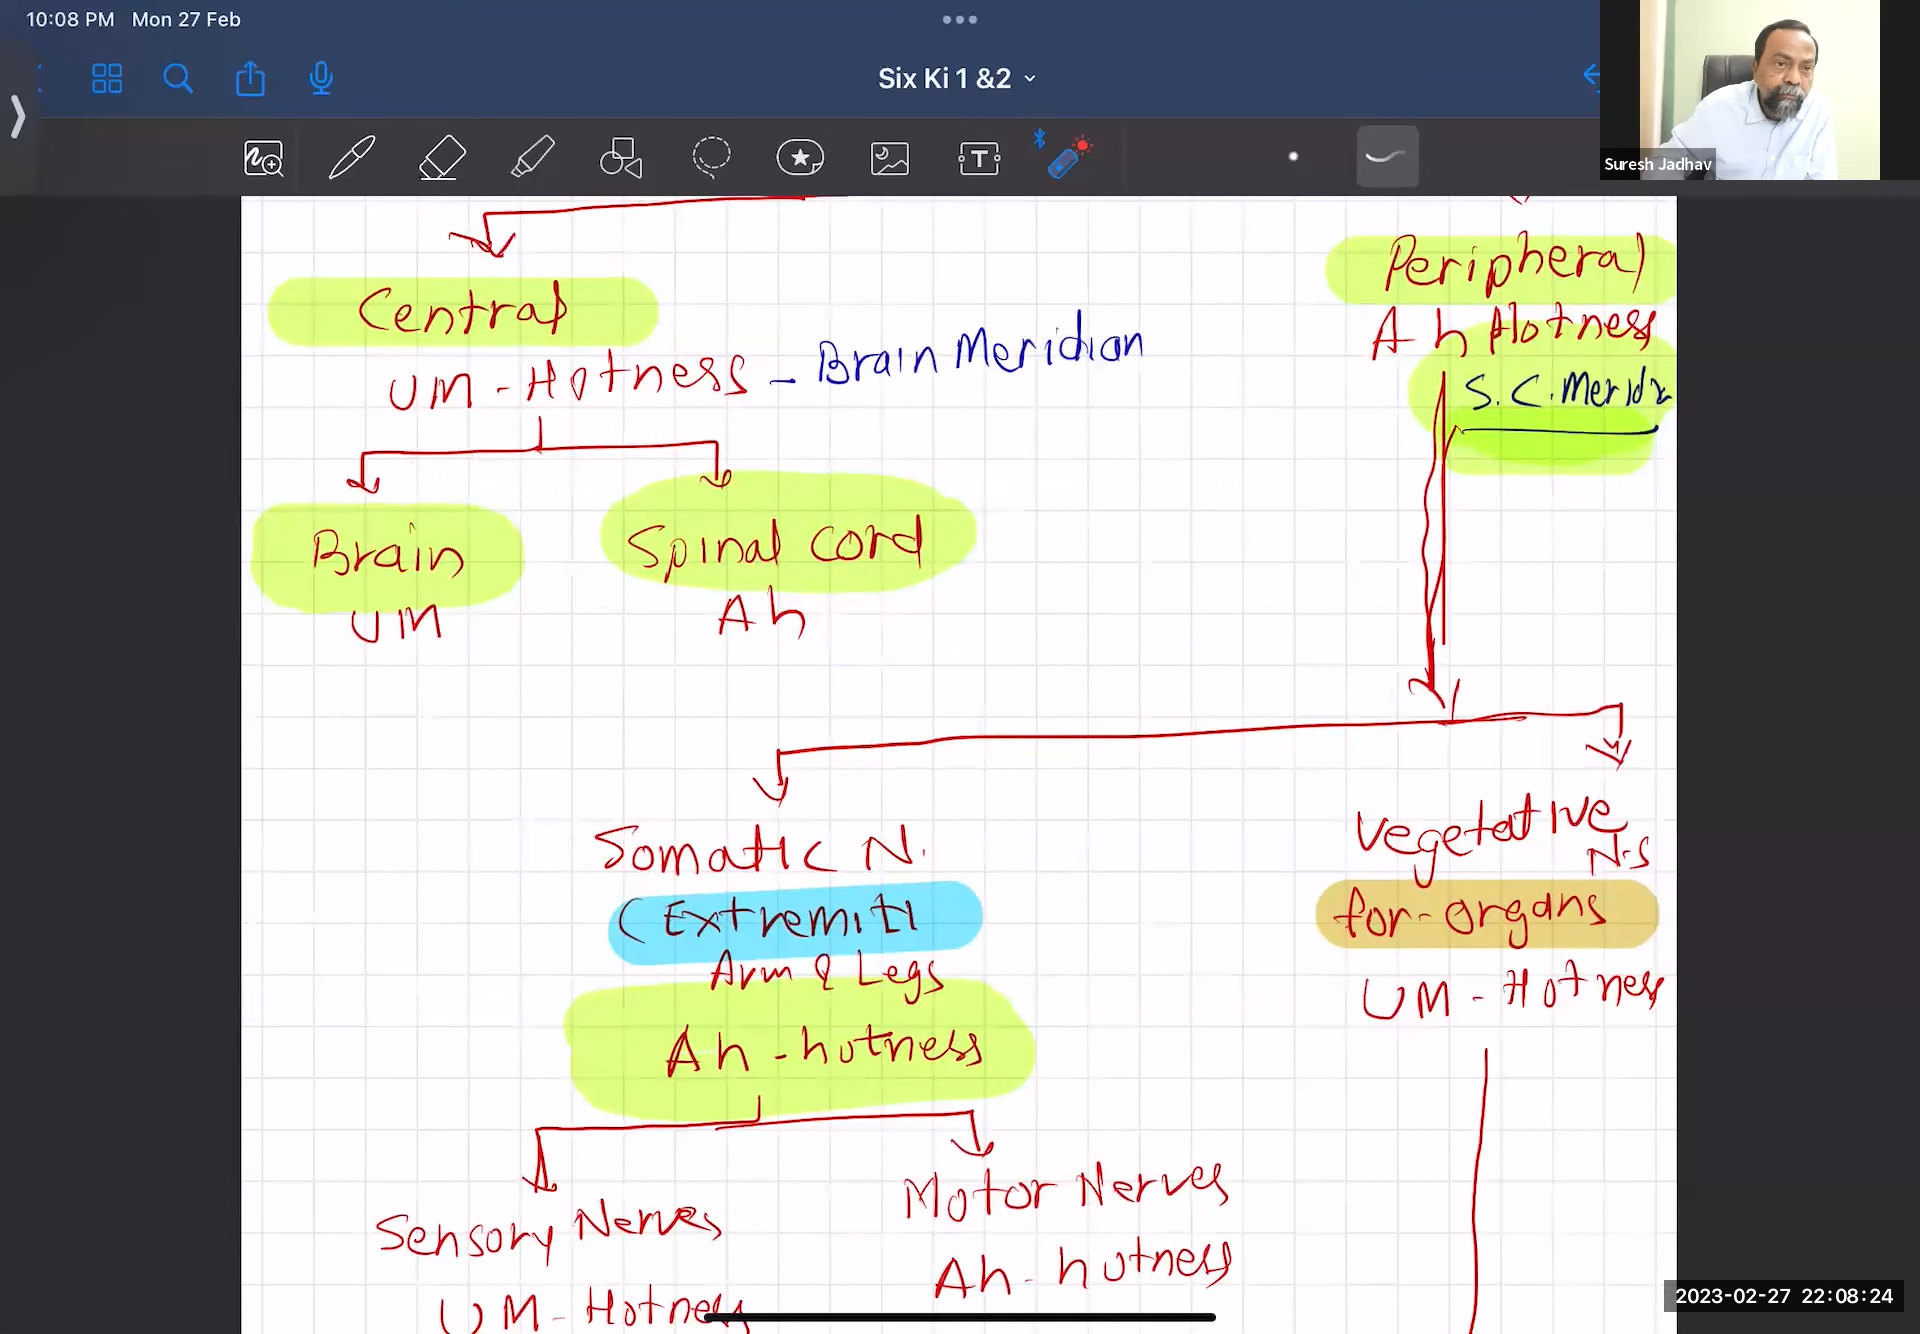 10:08 PM Mon 27 Feb
Six Ki 1 &2
Suresh Jadhav
Central
UM - Hotness - Brain Meridian
Peripheral
Ah Hotness
S. C. Merid
Brain
UM
Spinal cord
Ah
Somatic N.
(Extremiti
Arm & Legs
Ah - hotness
Vegetative
N.S
for- organs
UM - Hotness
Sensory Nerves
UM - Hotness
Motor Nerves
Ah - hotness
2023-02-27 22:08:24